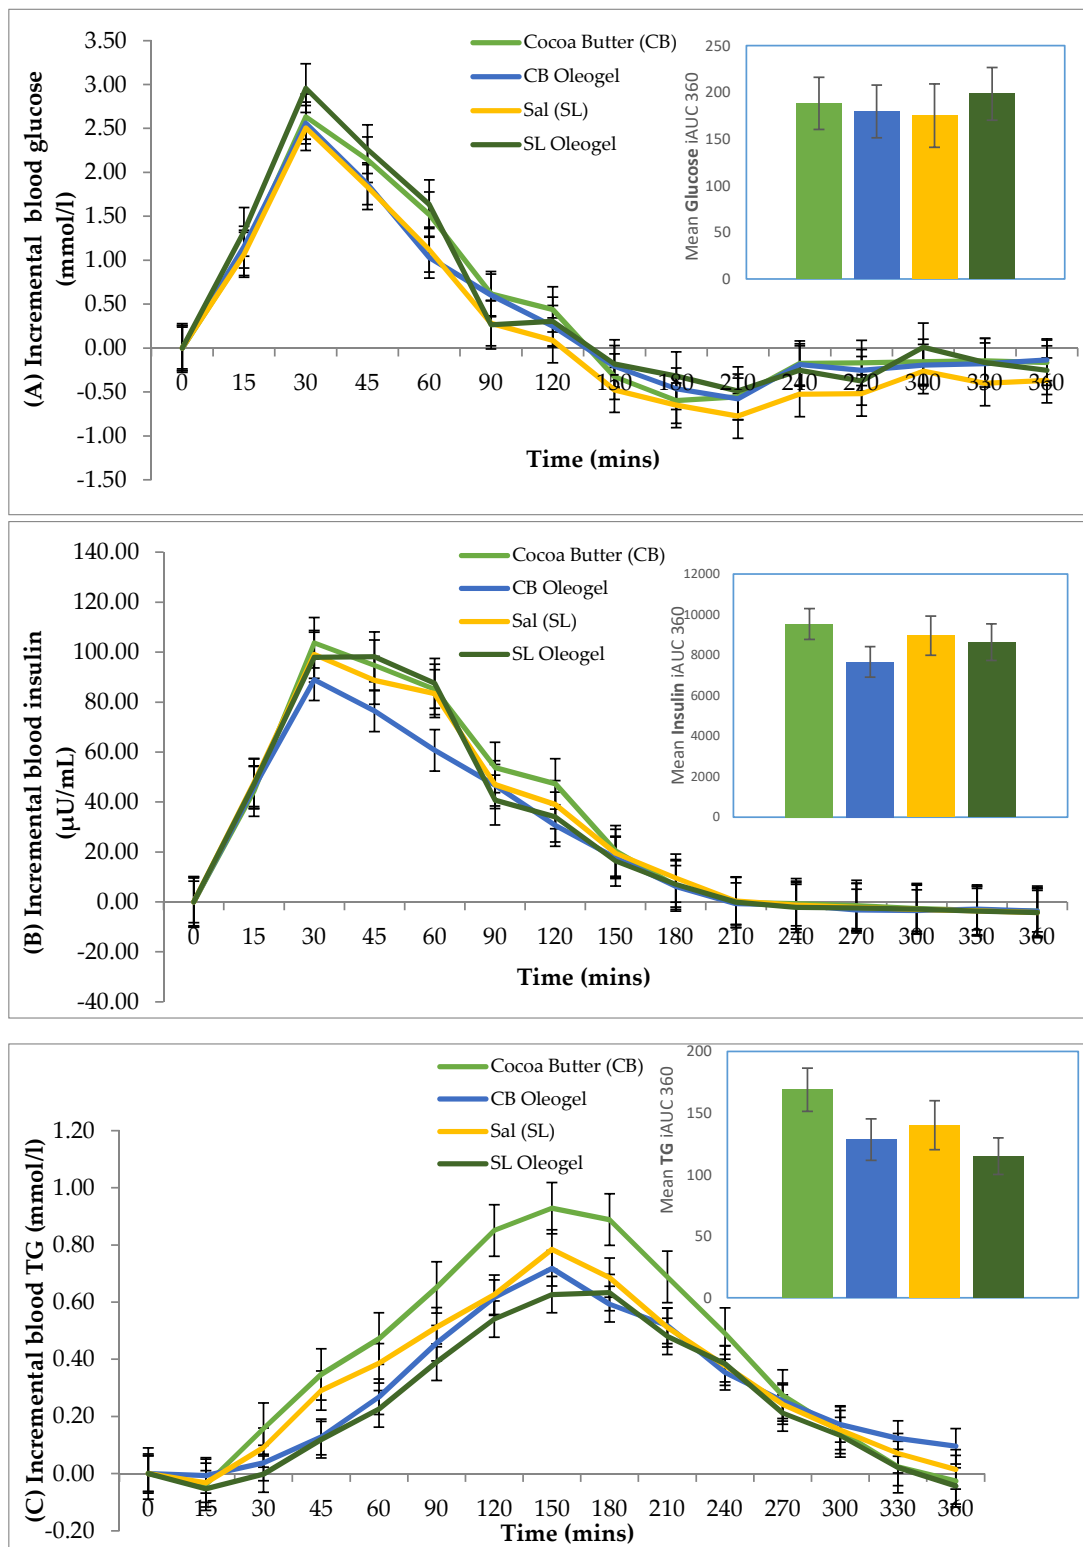 3.50
3.00
2.50
2.00
1.50
1.00
0.50
0.00
-0.50
-1.00
-1.50
(A) Incremental blood glucose
(mmol/l)
Cocoa Butter (CB)
CB Oleogel
Sal (SL)
SL Oleogel
250
200
150
100
50
0
Mean Glucose iAUC 360
0 15 30 45 60 90 120 150 180 210 240 270 300 330 360
Time (mins)
140.00
120.00
100.00
80.00
60.00
40.00
20.00
0.00
-20.00
-40.00
(B) Incremental blood insulin
(µU/mL)
Cocoa Butter (CB)
CB Oleogel
Sal (SL)
SL Oleogel
12000
10000
8000
6000
4000
2000
0
Mean Insulin iAUC 360
0 15 30 45 60 90 120 150 180 210 240 270 300 330 360
Time (mins)
1.20
1.00
0.80
0.60
0.40
0.20
0.00
-0.20
(C) Incremental blood TG (mmol/l)
Cocoa Butter (CB)
CB Oleogel
Sal (SL)
SL Oleogel
200
150
100
50
0
Mean TG iAUC 360
0 15 30 45 60 90 120 150 180 210 240 270 300 330 360
Time (mins)